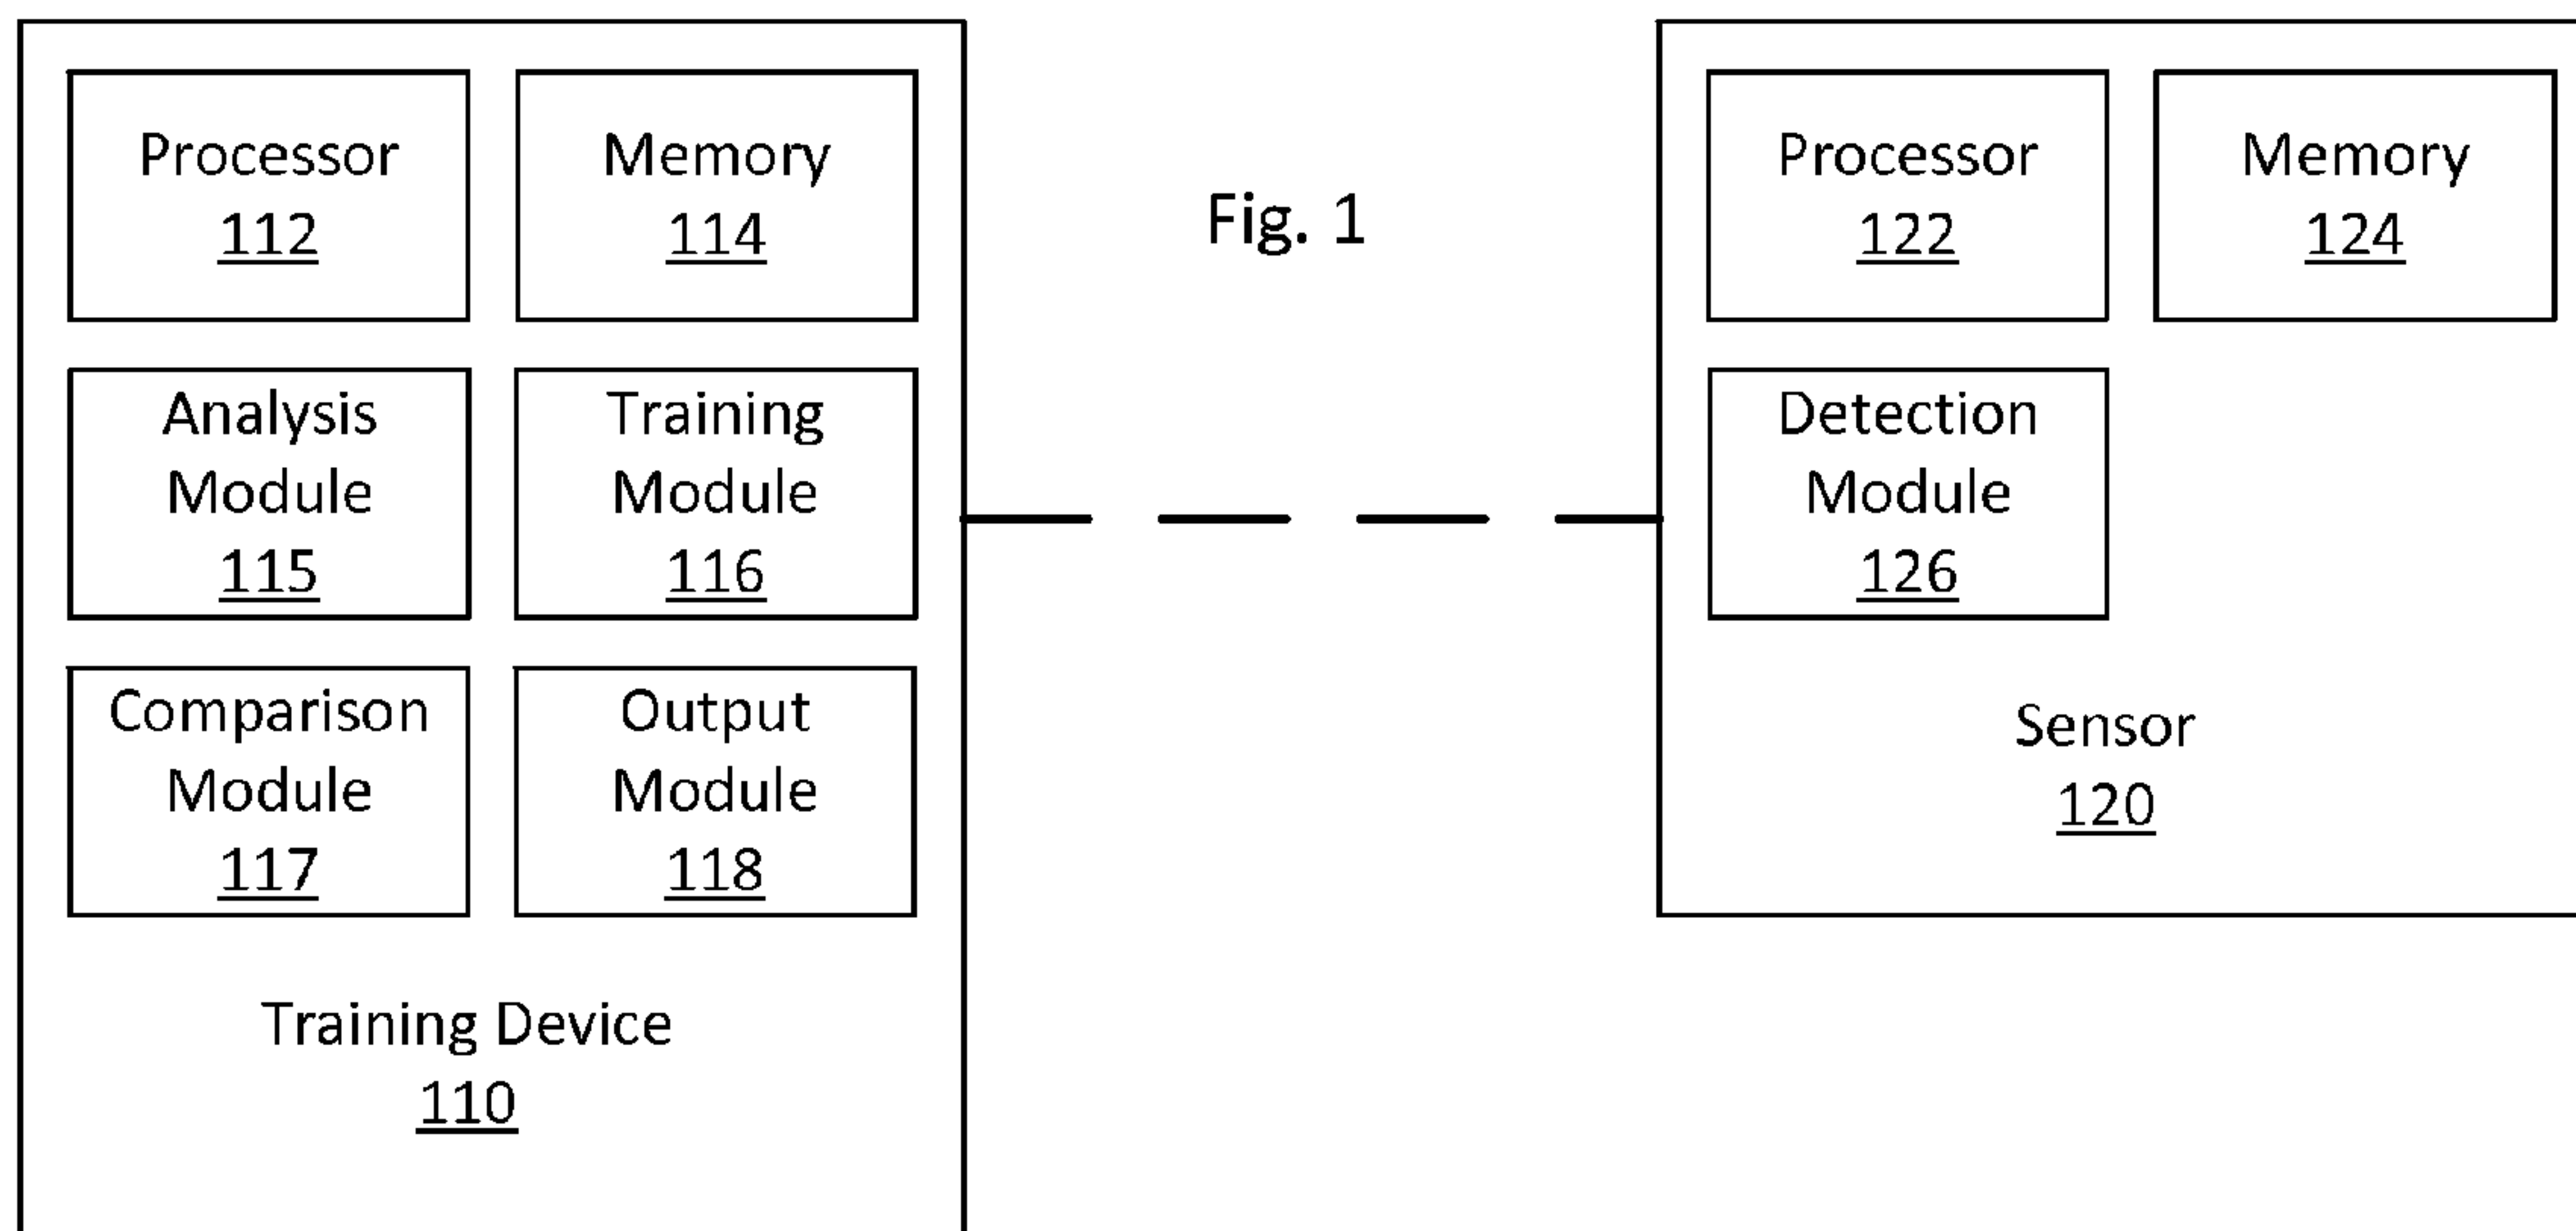 Processor
112
Memory
114
Analysis
Module
115
Training
Module
116
Comparison
Module
117
Output
Module
118
Training Device
110
Fig. 1
Processor
122
Memory
124
Detection
Module
126
Sensor
120